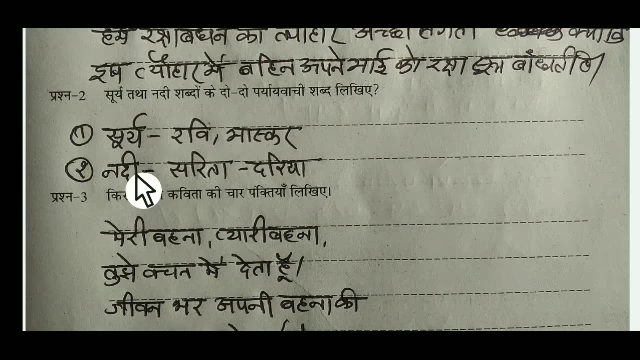 हमे रक्षाबंधन का त्योहार अच्छा लगता क्योंकि
इस त्यौहार में बहिन अपने भाई को रक्षा सूत्र बांधती है।
प्रश्न-2 सूर्य तथा नदी शब्दों के दो-दो पर्यायवाची शब्द लिखिए?
① सूर्य – रवि, भास्कर
② नदी – सरिता – दरिया
प्रश्न-3 कविता की चार पंक्तियाँ लिखिए।
मेरी बहना, प्यारी बहना,
तुझे वचन में देता हूँ।
जीवन भर अपनी बहना की